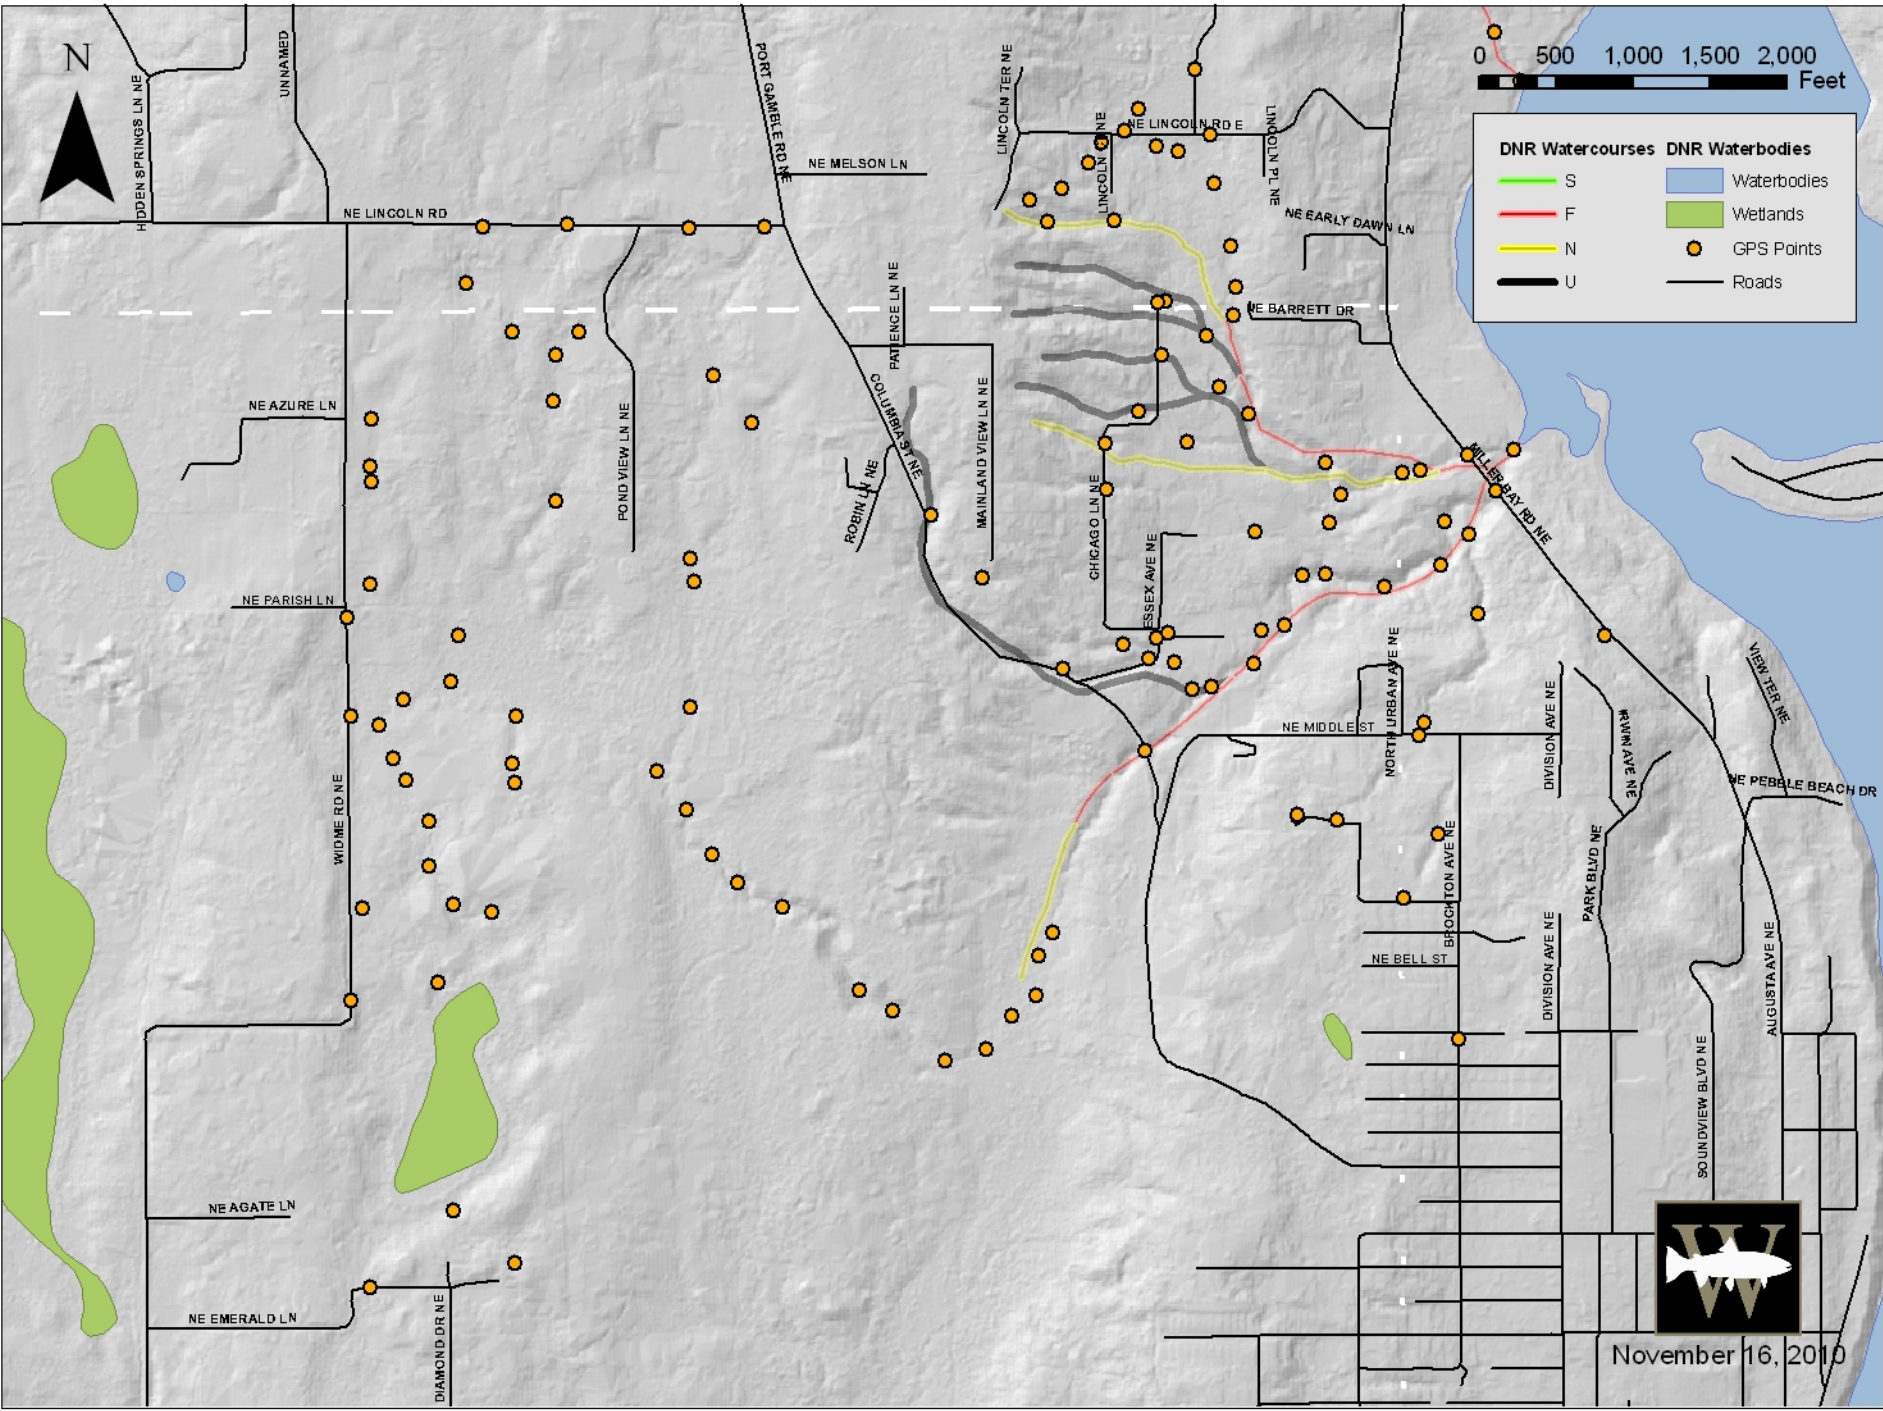 N
0 500 1,000 1,500 2,000
Feet
DNR Watercourses DNR Waterbodies
S
F
N
U
Waterbodies
Wetlands
GPS Points
Roads
HIDDEN SPRINGS LN NE
UNNAMED
PORT GAMBLE RD NE
LINCOLN TER NE
NE LINCOLN RD E
LINCOLN PL NE
NE MELSON LN
NE LINCOLN RD
NE EARLY DAWN LN
PATIENCE LN NE
NE BARRETT DR
COLUMBIA ST NE
MAINLAND VIEW LN NE
NE AZURE LN
POND VIEW LN NE
ROBIN LN NE
CHICAGO LN NE
MILLER BAY RD NE
ESSEX AVE NE
NE PARISH LN
NORTH URBAN AVE NE
VIEW TER NE
DIVISION AVE NE
IRWIN AVE NE
NE MIDDLE ST
NE PEBBLE BEACH DR
WIDME RD NE
BROCKTON AVE NE
PARK BLVD NE
DIVISION AVE NE
NE BELL ST
AUGUSTA AVE NE
SOUNDVIEW BLVD NE
NE AGATE LN
NE EMERALD LN
DIAMOND DR NE
W
W
November 16, 2010